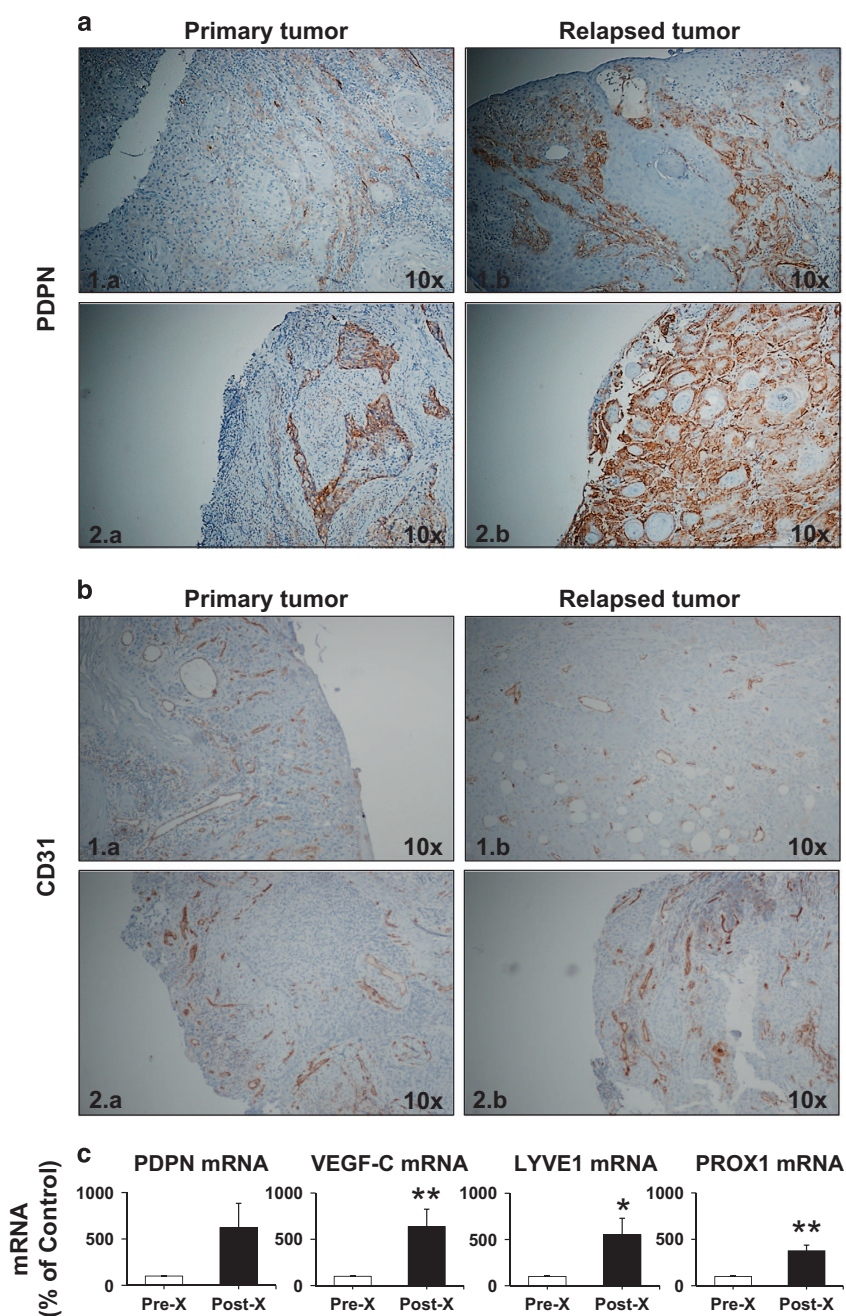 a
Primary tumor
Relapsed tumor
PDPN
1.a
10x
1.b
10x
2.a
10x
2.b
10x
b
Primary tumor
Relapsed tumor
CD31
1.a
10x
1.b
10x
2.a
10x
2.b
10x
c
mRNA
(% of Control)
PDPN mRNA
1000
500
0
Pre-X
Post-X
VEGF-C mRNA
1000
500
0
**
Pre-X
Post-X
LYVE1 mRNA
1000
500
0
*
Pre-X
Post-X
PROX1 mRNA
1000
500
0
**
Pre-X
Post-X